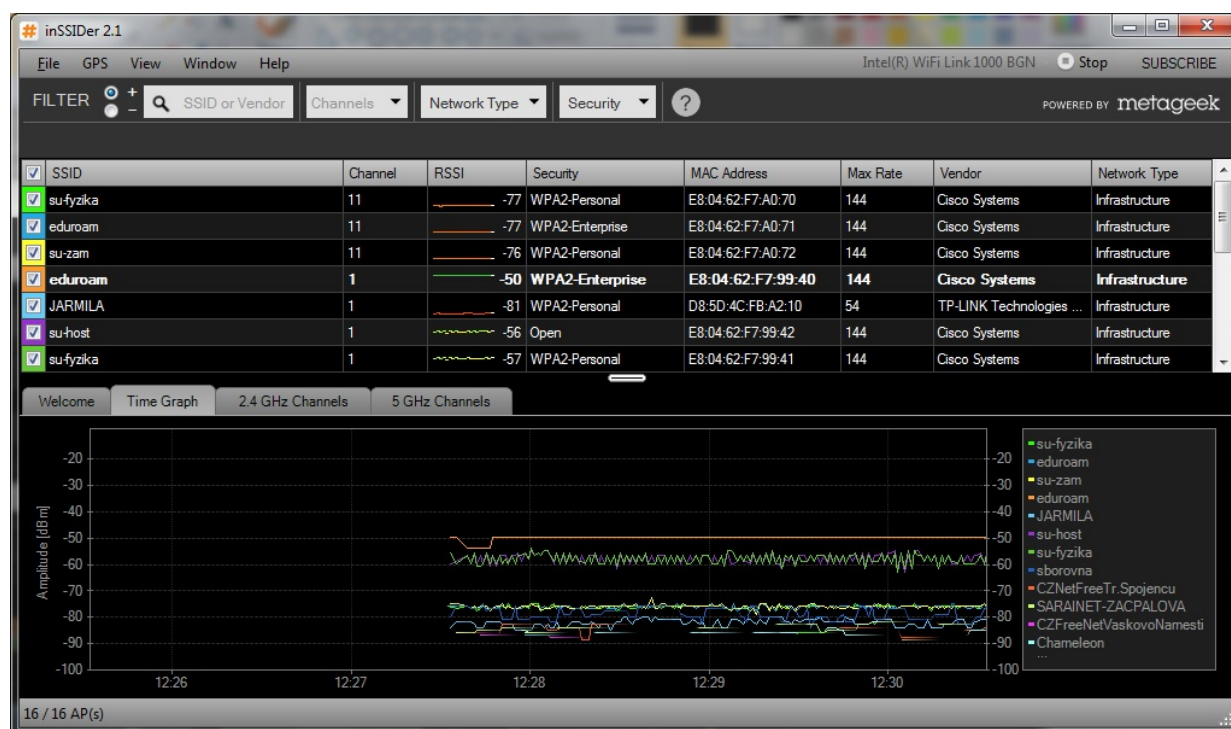 inSSIDer 2.1
File GPS View Window Help Intel(R) WiFi Link 1000 BGN Stop SUBSCRIBE
FILTER + - SSID or Vendor Channels Network Type Security ? POWERED BY metageek
SSID Channel RSSI Security MAC Address Max Rate Vendor Network Type
su-fyzika 11 -77 WPA2-Personal E8:04:62:F7:A0:70 144 Cisco Systems Infrastructure
eduroam 11 -77 WPA2-Enterprise E8:04:62:F7:A0:71 144 Cisco Systems Infrastructure
su-zam 11 -76 WPA2-Personal E8:04:62:F7:A0:72 144 Cisco Systems Infrastructure
eduroam 1 -50 WPA2-Enterprise E8:04:62:F7:99:40 144 Cisco Systems Infrastructure
JARMILA 1 -81 WPA2-Personal D8:5D:4C:FB:A2:10 54 TP-LINK Technologies ... Infrastructure
su-host 1 -56 Open E8:04:62:F7:99:42 144 Cisco Systems Infrastructure
su-fyzika 1 -57 WPA2-Personal E8:04:62:F7:99:41 144 Cisco Systems Infrastructure
Welcome Time Graph 2.4 GHz Channels 5 GHz Channels
Amplitude [dBm]
-20
-30
-40
-50
-60
-70
-80
-90
-100
12:26 12:27 12:28 12:29 12:30
-20
-30
-40
-50
-60
-70
-80
-90
-100
su-fyzika
eduroam
su-zam
eduroam
JARMILA
su-host
su-fyzika
sborovna
CZNetFreeTr.Spojencu
SARAINET-ZACPALOVA
CZFreeNetVaskovoNamesti
Chameleon
...
16 / 16 AP(s)